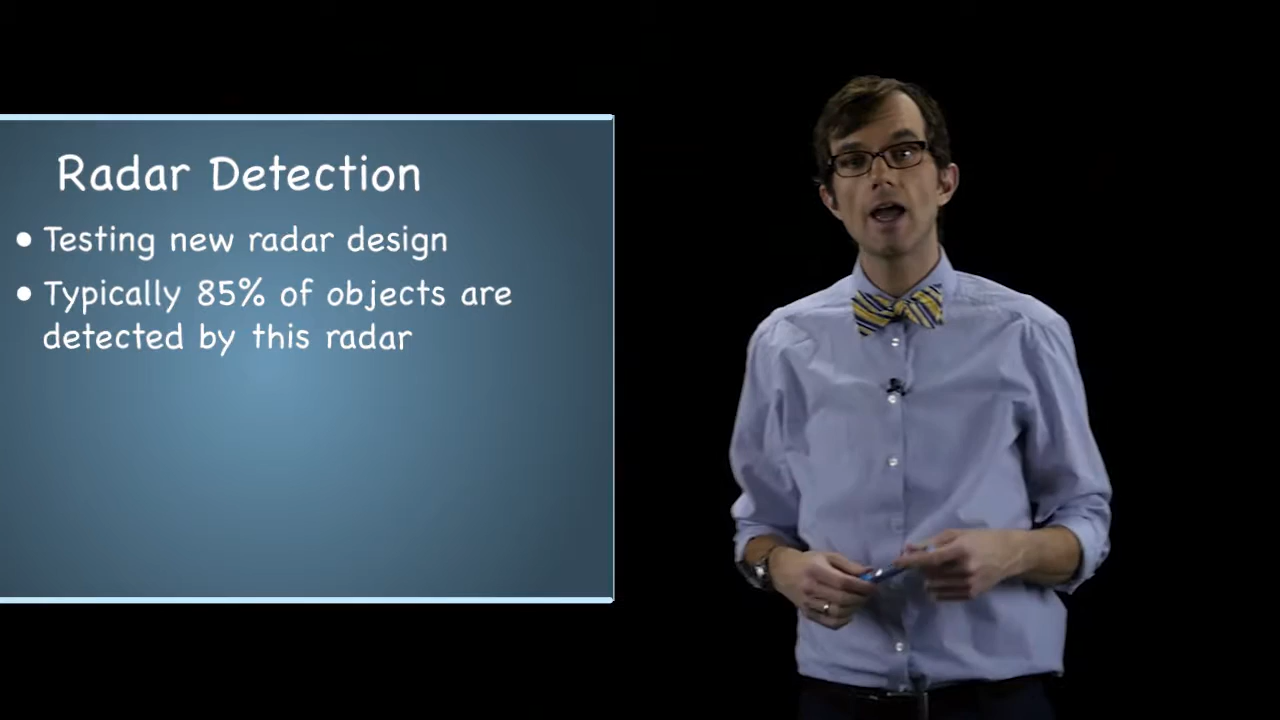 Radar Detection
• Testing new radar design
• Typically 85% of objects are
detected by this radar